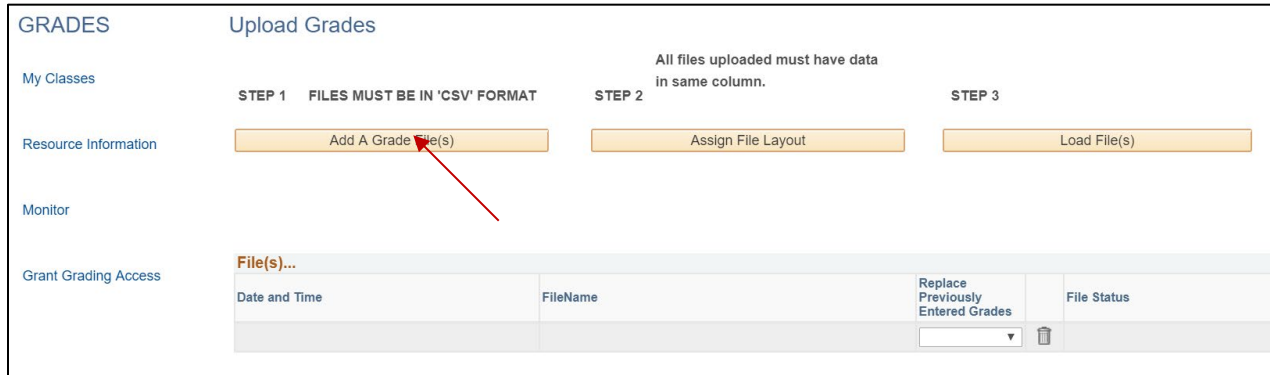 GRADES
Upload Grades
My Classes
Resource Information
Monitor
Grant Grading Access
All files uploaded must have data
in same column.
STEP 1 FILES MUST BE IN 'CSV' FORMAT
STEP 2
STEP 3
Add A Grade File(s)
Assign File Layout
Load File(s)
File(s)...
Date and Time
FileName
Replace
Previously
Entered Grades
File Status